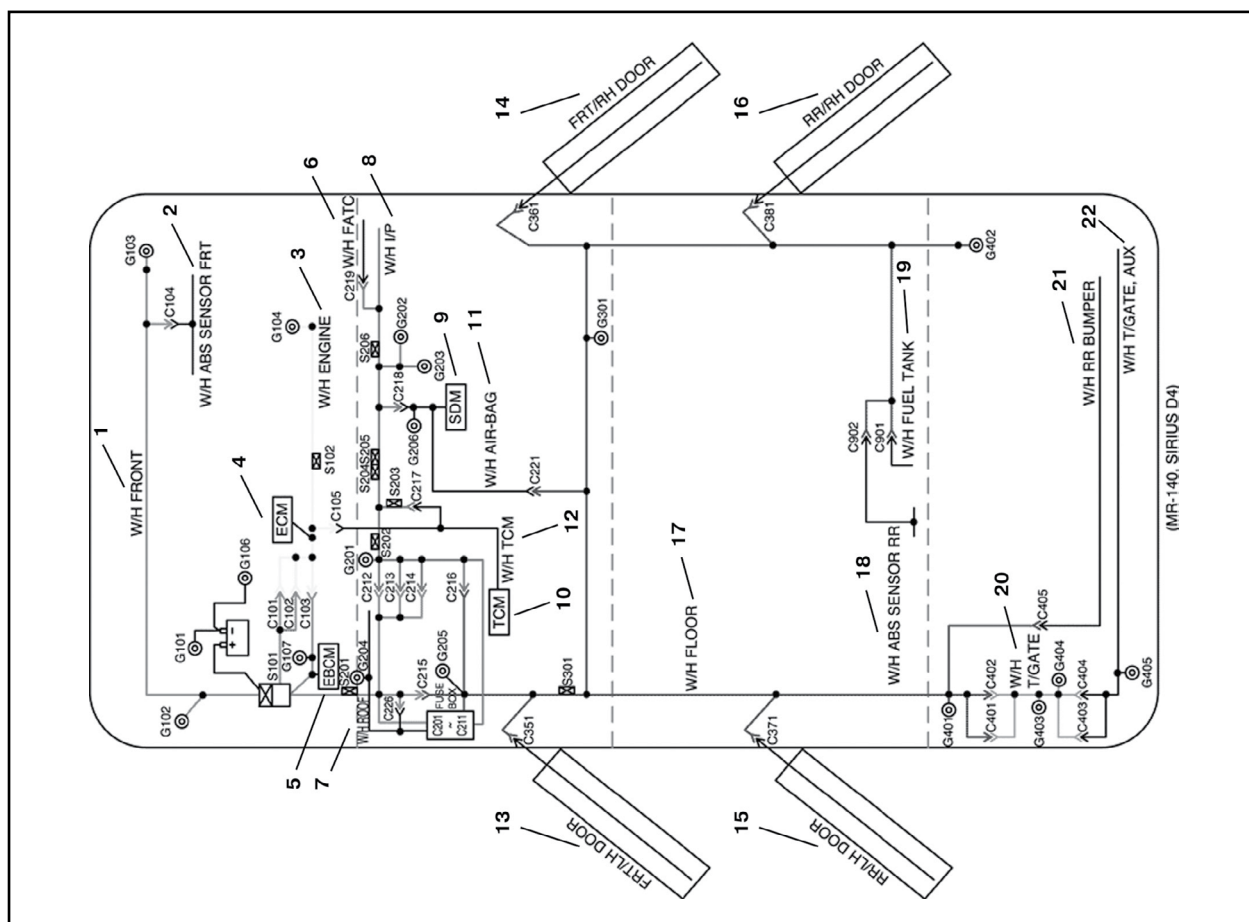 14
FRT/RH DOOR
16
RR/RH DOOR
6
W/H FATC
8
W/H I/P
C361
C381
22
W/H T/GATE, AUX
G103
2
W/H ABS SENSOR FRT
C104
3
W/H ENGINE
G104
C219
S206
G202
G203
9
SDM
11
W/H AIR-BAG
G301
G402
19
W/H FUEL TANK
21
W/H RR BUMPER
1
W/H FRONT
4
ECM
S102
C105
S204
S205
C218
G206
S203
C217
C221
C902
C901
(MR-140, SIRIUS D4)
G106
G101
- +
C101
C102
C103
G201
S202
C212
C213
C214
C216
12
W/H TCM
10
TCM
17
W/H FLOOR
18
W/H ABS SENSOR RR
20
C405
G102
S101
G107
EBCM
S201
G204
G205
C215
C226
FUSE
BOX
C201
~
C211
S301
C402
C401
W/H
T/GATE
G401
G403
G404
C404
C403
G405
5
7
W/H ROOF
C351
C371
13
FRT/LH DOOR
15
RR/LH DOOR